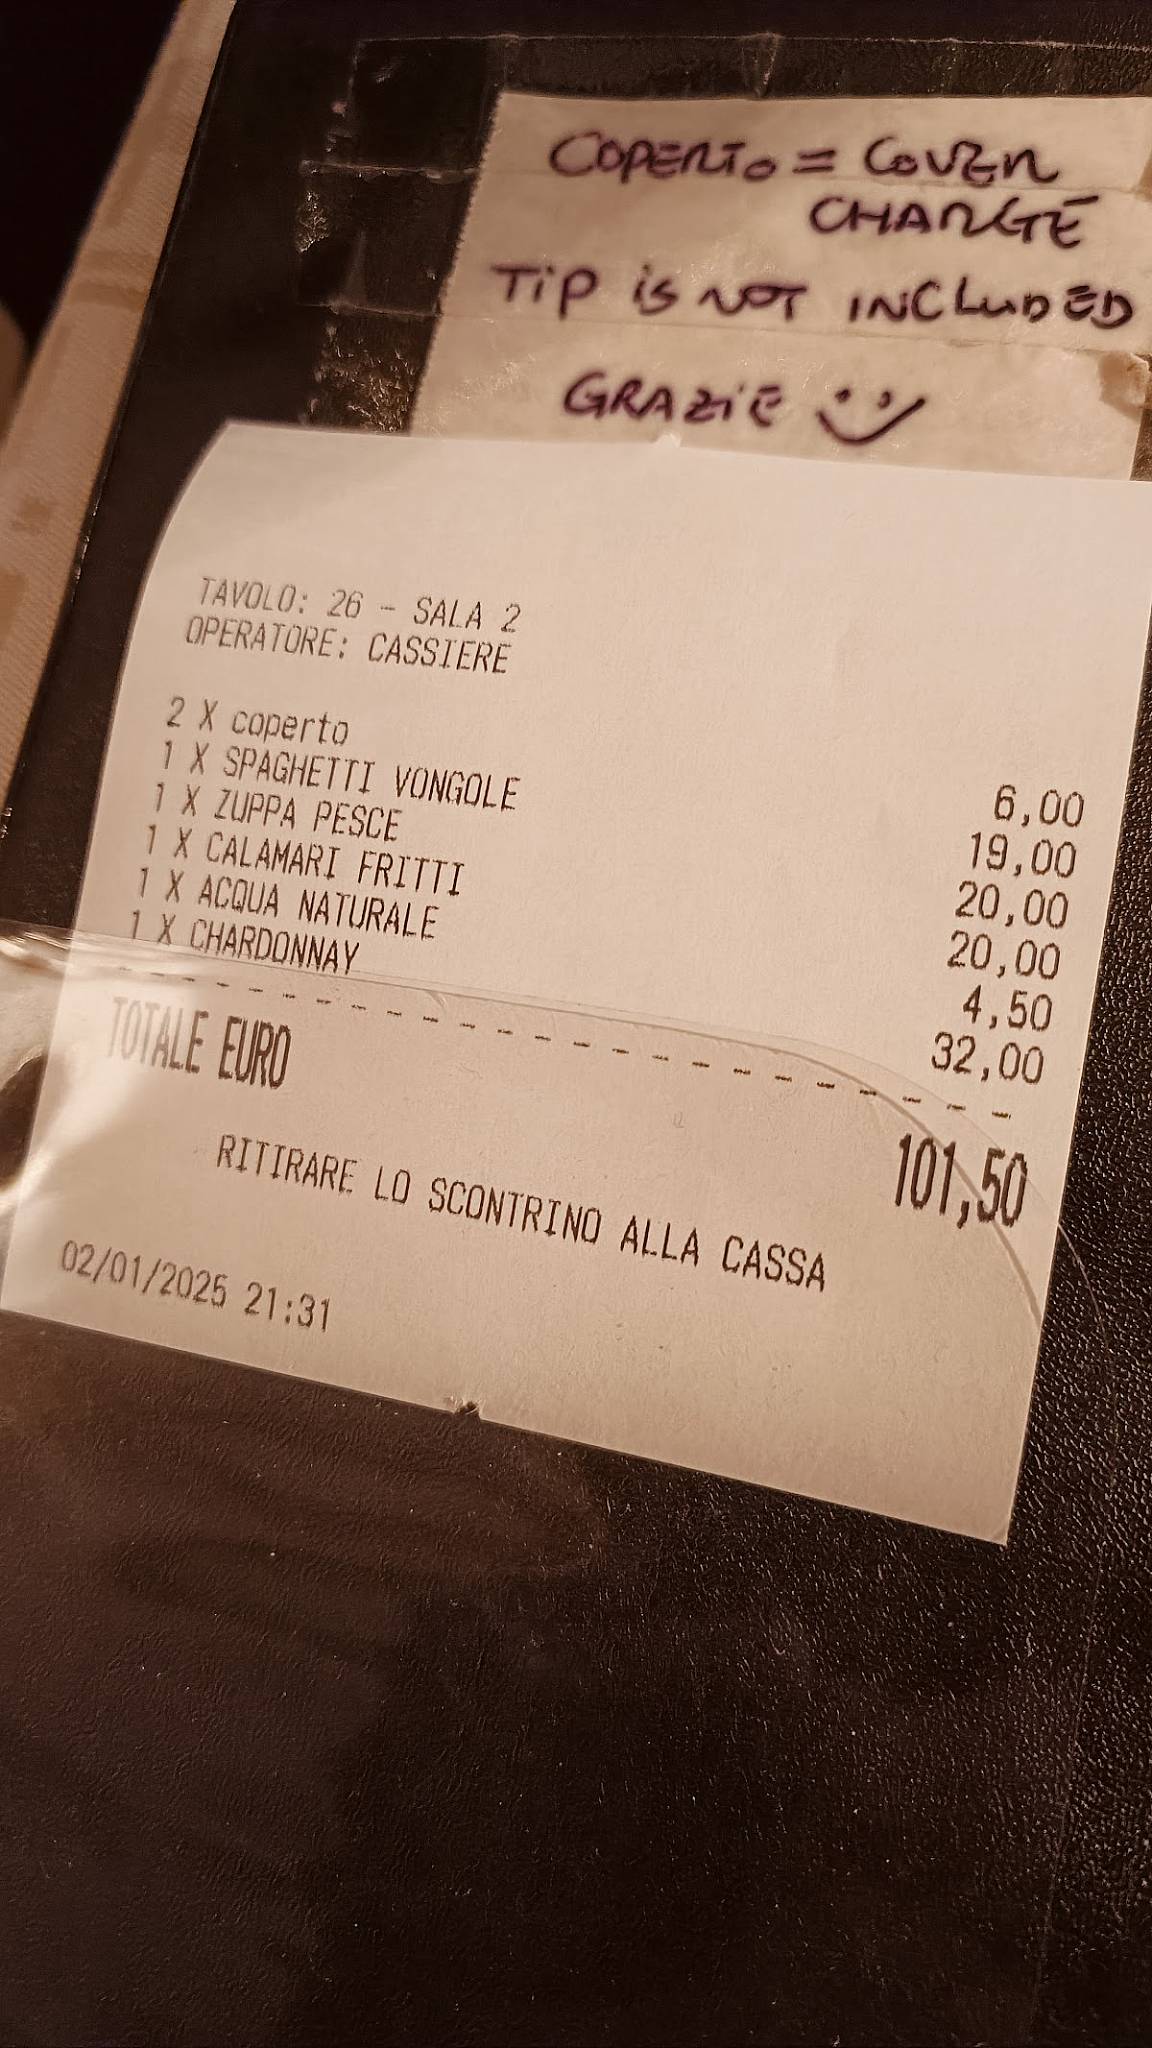 COPERTO = COVER
CHARGE
TiP is NOT INCLUDED
GRAZiE
TAVOLO: 26 - SALA 2
OPERATORE: CASSIERE
2 X coperto 6,00
1 X SPAGHETTI VONGOLE 19,00
1 X ZUPPA PESCE 20,00
1 X CALAMARI FRITTI 20,00
1 X ACQUA NATURALE 4,50
1 X CHARDONNAY 32,00
TOTALE EURO 101,50
RITIRARE LO SCONTRINO ALLA CASSA
02/01/2025 21:31